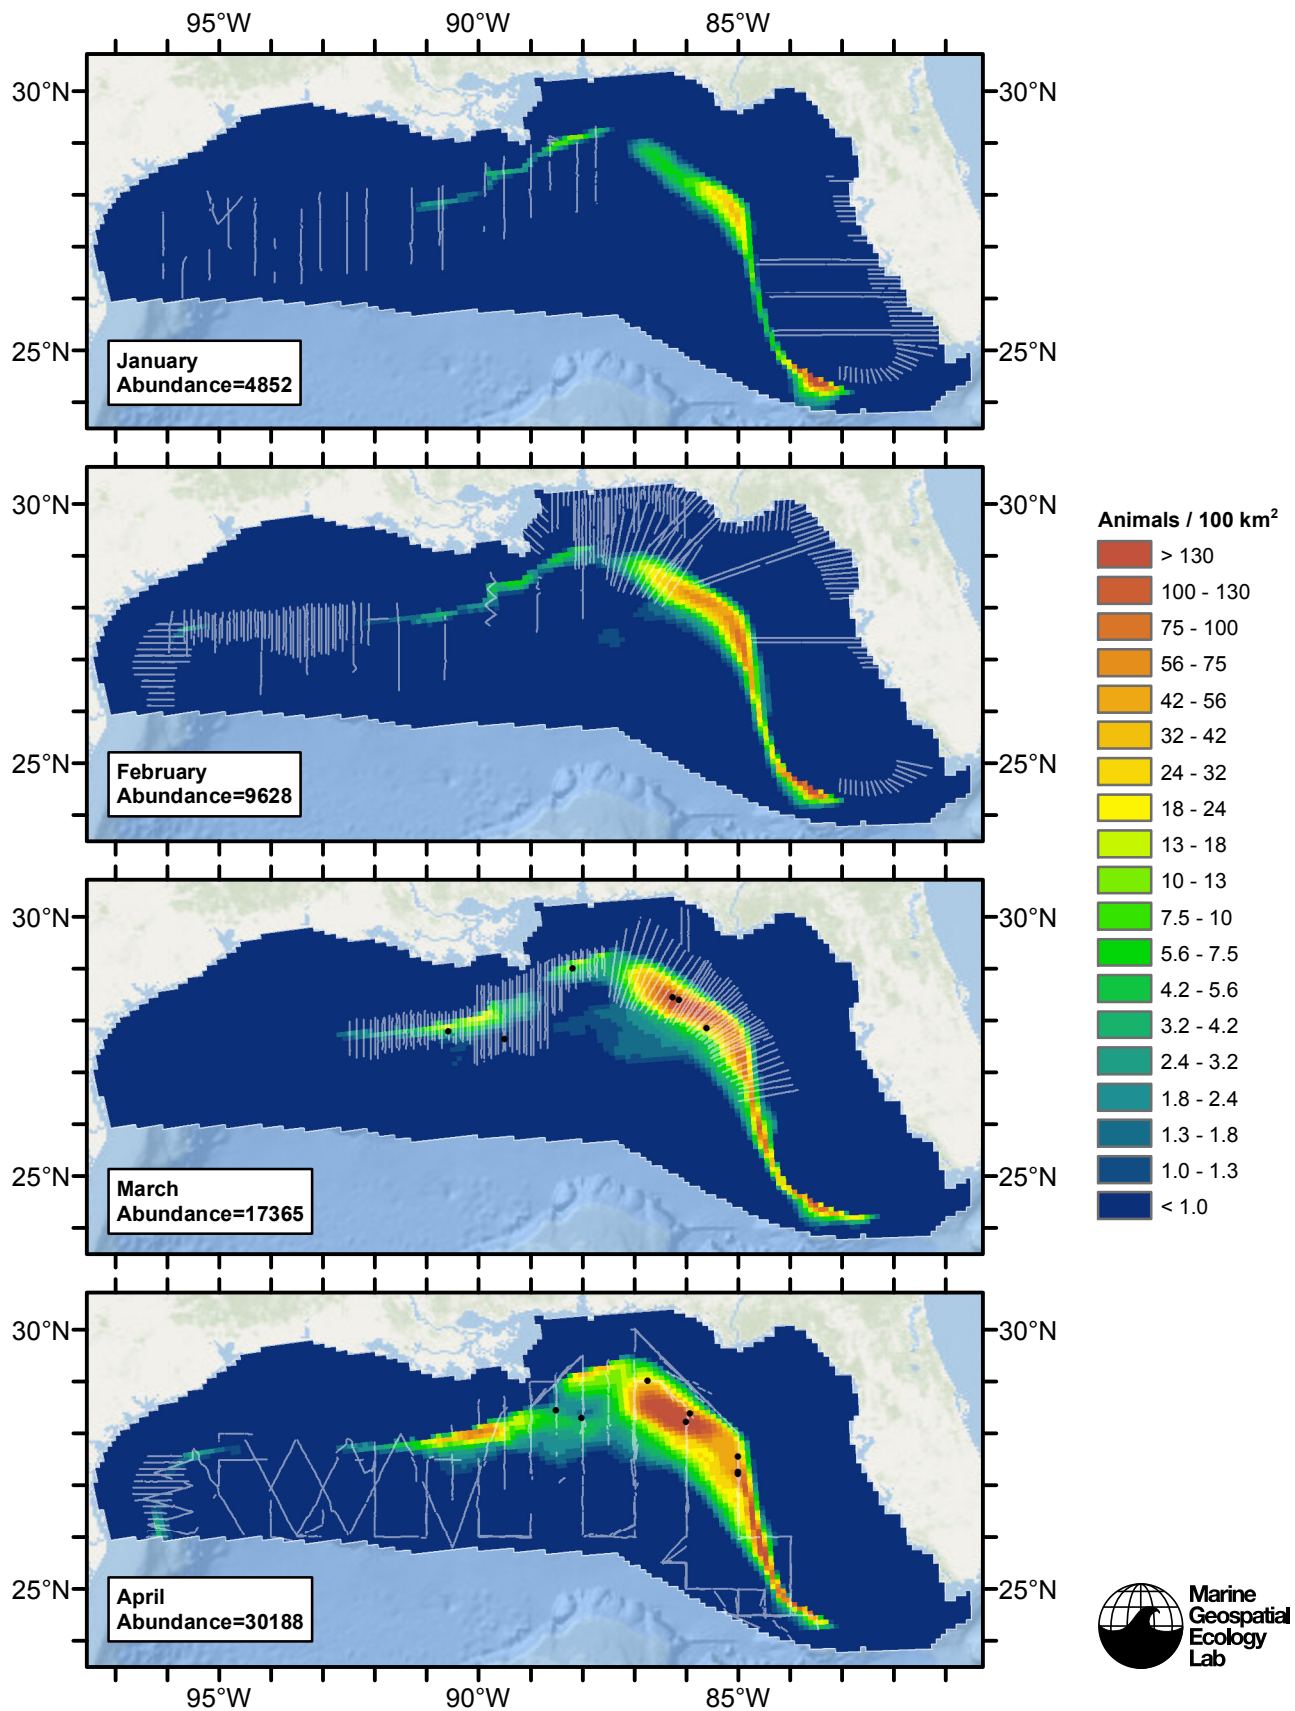 95°W 90°W 85°W
30°N 30°N
25°N 25°N
January
Abundance=4852
30°N 30°N
25°N 25°N
February
Abundance=9628
30°N 30°N
25°N 25°N
March
Abundance=17365
30°N 30°N
25°N 25°N
April
Abundance=30188
95°W 90°W 85°W
Animals / 100 km²
> 130
100 - 130
75 - 100
56 - 75
42 - 56
32 - 42
24 - 32
18 - 24
13 - 18
10 - 13
7.5 - 10
5.6 - 7.5
4.2 - 5.6
3.2 - 4.2
2.4 - 3.2
1.8 - 2.4
1.3 - 1.8
1.0 - 1.3
< 1.0
Marine
Geospatial
Ecology
Lab